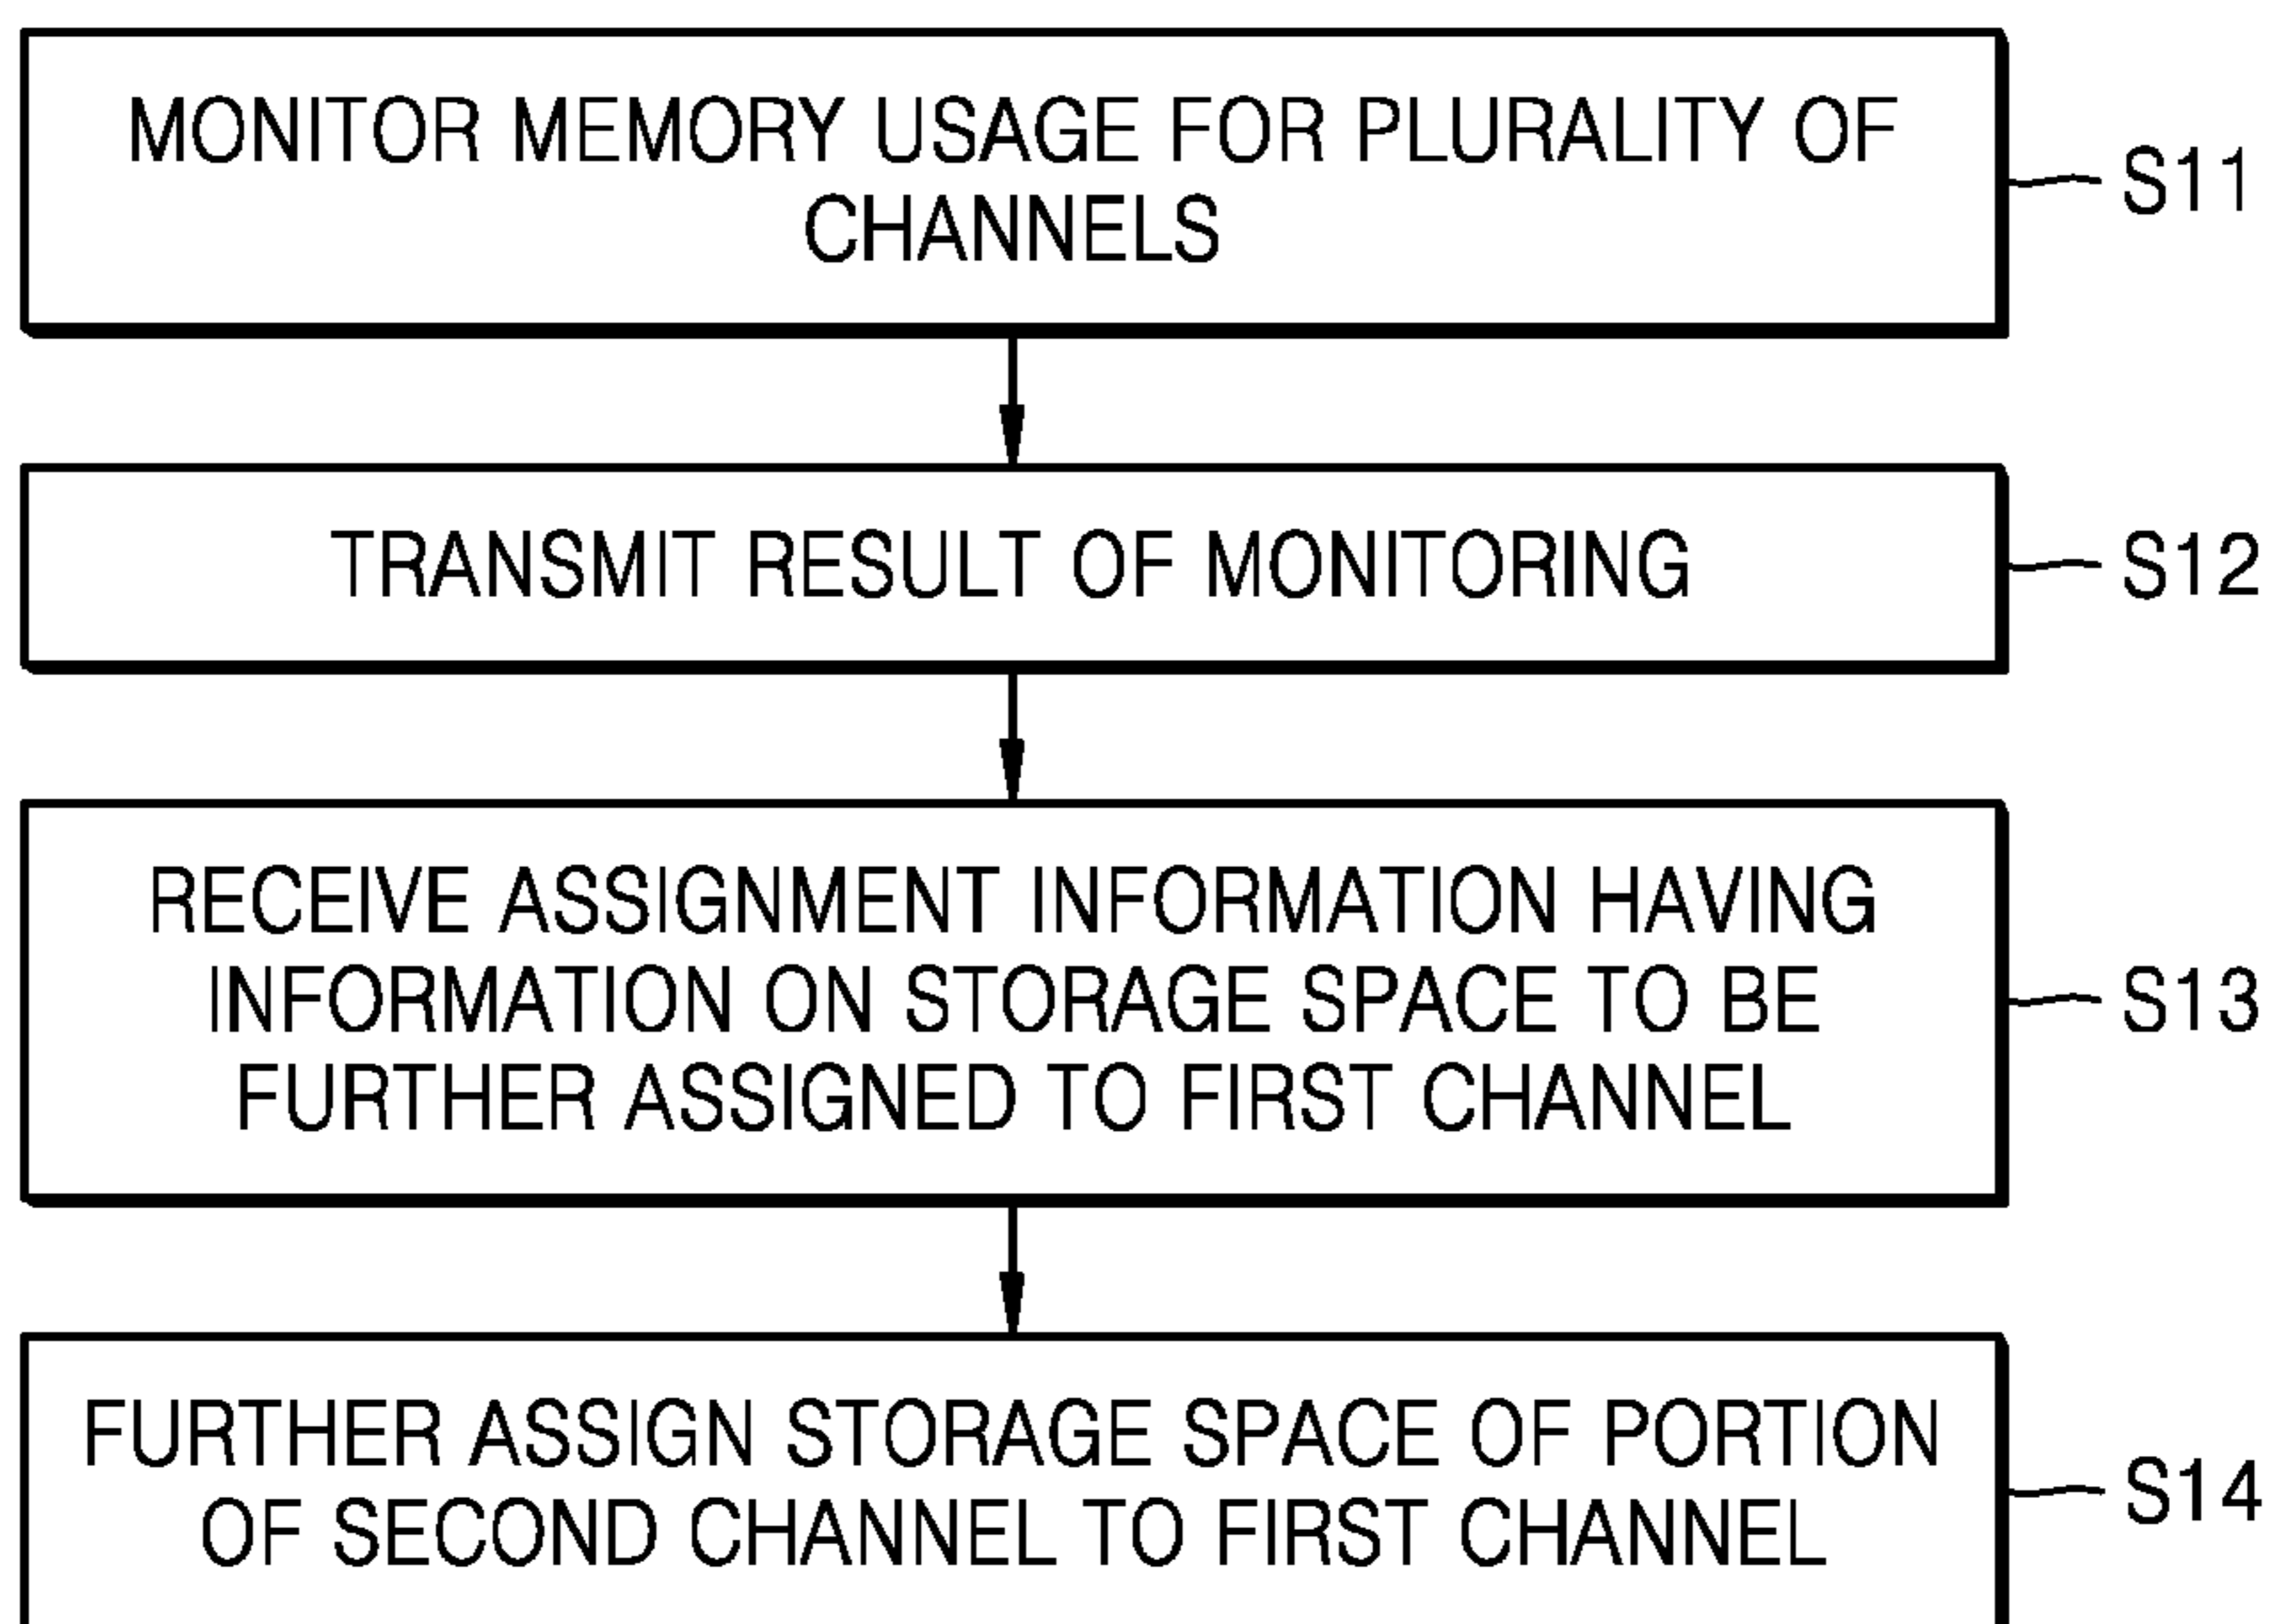 MONITOR MEMORY USAGE FOR PLURALITY OF
CHANNELS
S11
TRANSMIT RESULT OF MONITORING
S12
RECEIVE ASSIGNMENT INFORMATION HAVING
INFORMATION ON STORAGE SPACE TO BE
FURTHER ASSIGNED TO FIRST CHANNEL
S13
FURTHER ASSIGN STORAGE SPACE OF PORTION
OF SECOND CHANNEL TO FIRST CHANNEL
S14